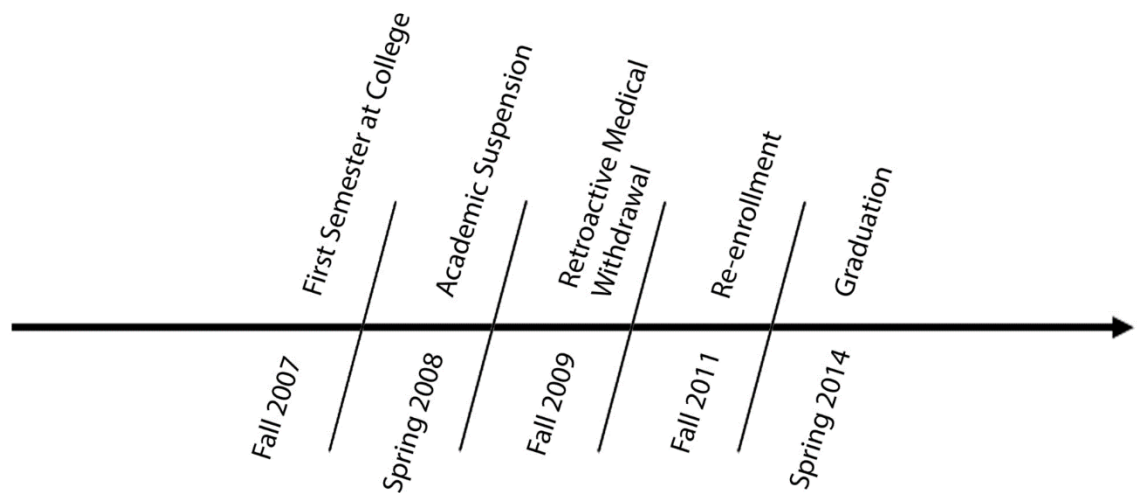 First Semester at College
Academic Suspension
Retroactive Medical
Withdrawal
Re-enrollment
Graduation
Fall 2007
Spring 2008
Fall 2009
Fall 2011
Spring 2014